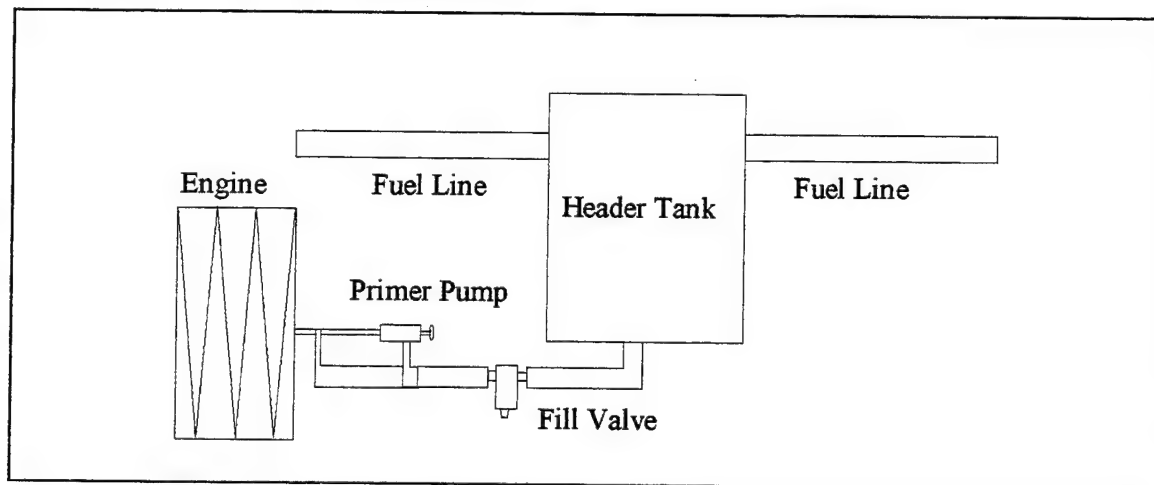 Engine
Fuel Line
Header Tank
Fuel Line
Primer Pump
Fill Valve